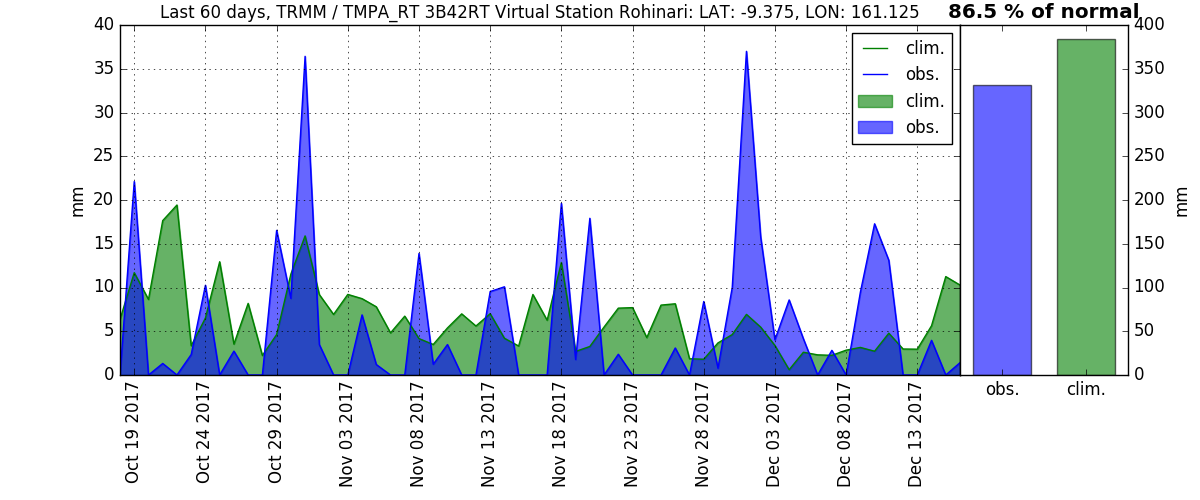 Last 60 days, TRMM / TMPA_RT 3B42RT Virtual Station Rohinari: LAT: -9.375, LON: 161.125
86.5 % of normal
40
35
30
25
20
15
10
5
0
mm
clim.
obs.
clim.
obs.
400
350
300
250
200
150
100
50
0
mm
obs.
clim.
Oct 19 2017
Oct 24 2017
Oct 29 2017
Nov 03 2017
Nov 08 2017
Nov 13 2017
Nov 18 2017
Nov 23 2017
Nov 28 2017
Dec 03 2017
Dec 08 2017
Dec 13 2017